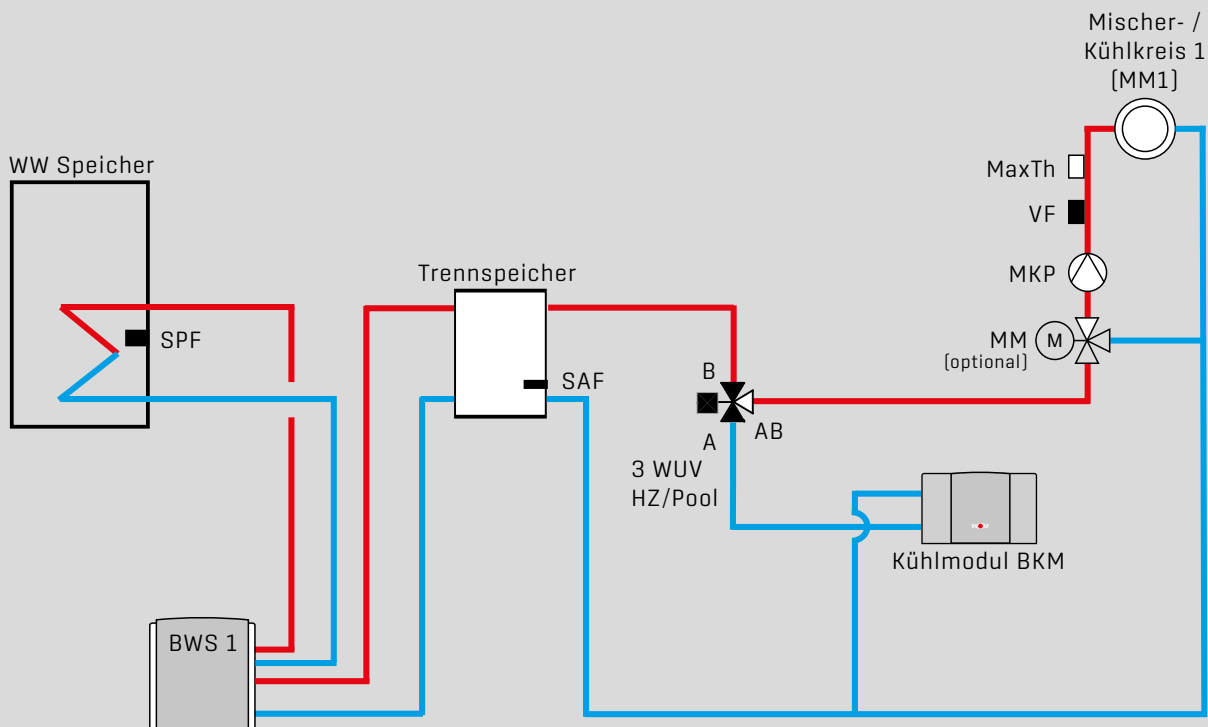 Mischer- /
Kühlkreis 1
(MM1)
WW Speicher
MaxTh
VF
Trennspeicher
MKP
SPF
MM
(optional)
M
SAF
B
A
AB
3 WUV
HZ/Pool
Kühlmodul BKM
BWS 1